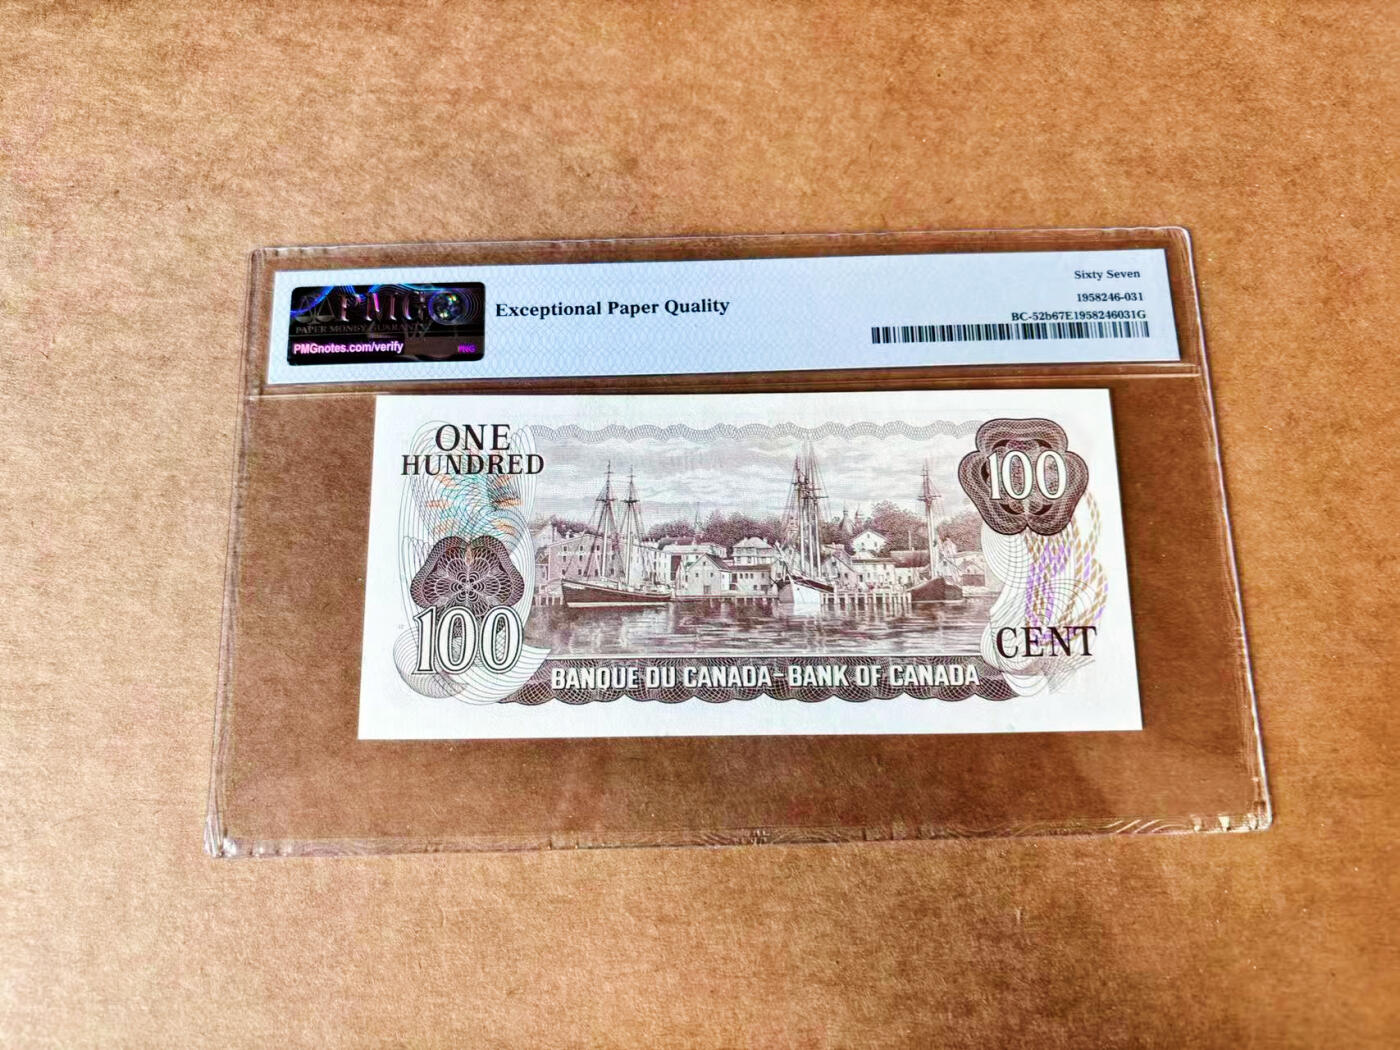 PMG
PAPER MONEY GUARANTY
PMGnotes.com/verify
PMG
Exceptional Paper Quality
Sixty Seven
1958246-031
BC-52b67E1958246031G
ONE
HUNDRED
100
100
CENT
BANQUE DU CANADA-BANK OF CANADA